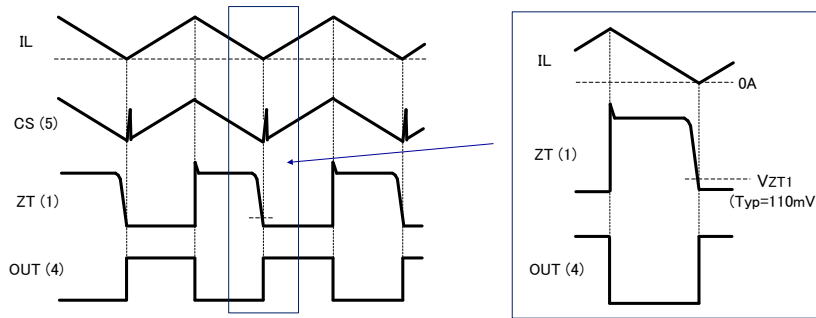 IL
CS (5)
ZT (1)
OUT (4)
IL
0A
ZT (1)
VZT1
(Typ=110mV
OUT (4)